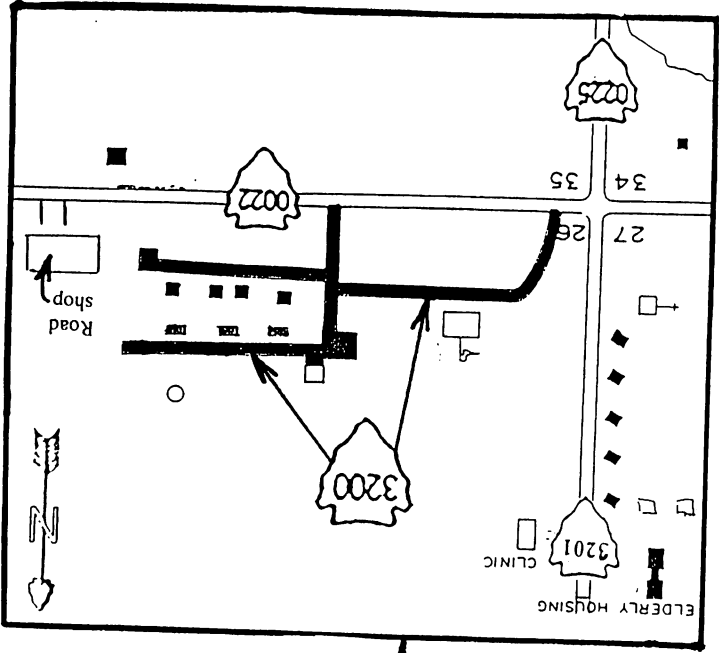 ELDERLY HOUSING
3201
CLINIC
N
3200
Road
shop
27 26
34 35
0022
0225